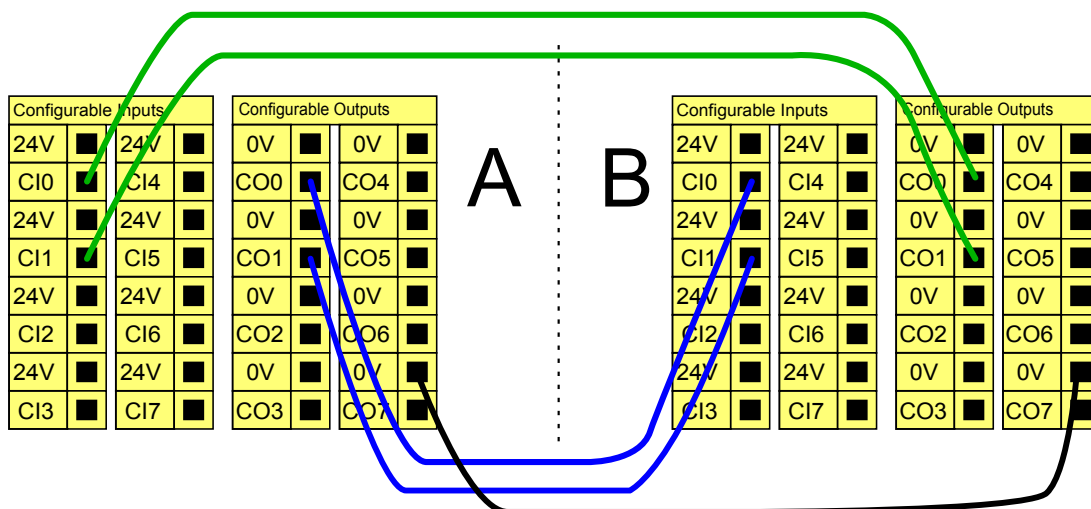 Configurable Inputs
24V 24V
CI0 CI4
24V 24V
CI1 CI5
24V 24V
CI2 CI6
24V 24V
CI3 CI7
Configurable Outputs
0V 0V
CO0 CO4
0V 0V
CO1 CO5
0V 0V
CO2 CO6
0V 0V
CO3 CO7
A
B
Configurable Inputs
24V 24V
CI0 CI4
24V 24V
CI1 CI5
24V 24V
CI2 CI6
24V 24V
CI3 CI7
Configurable Outputs
0V 0V
CO0 CO4
0V 0V
CO1 CO5
0V 0V
CO2 CO6
0V 0V
CO3 CO7